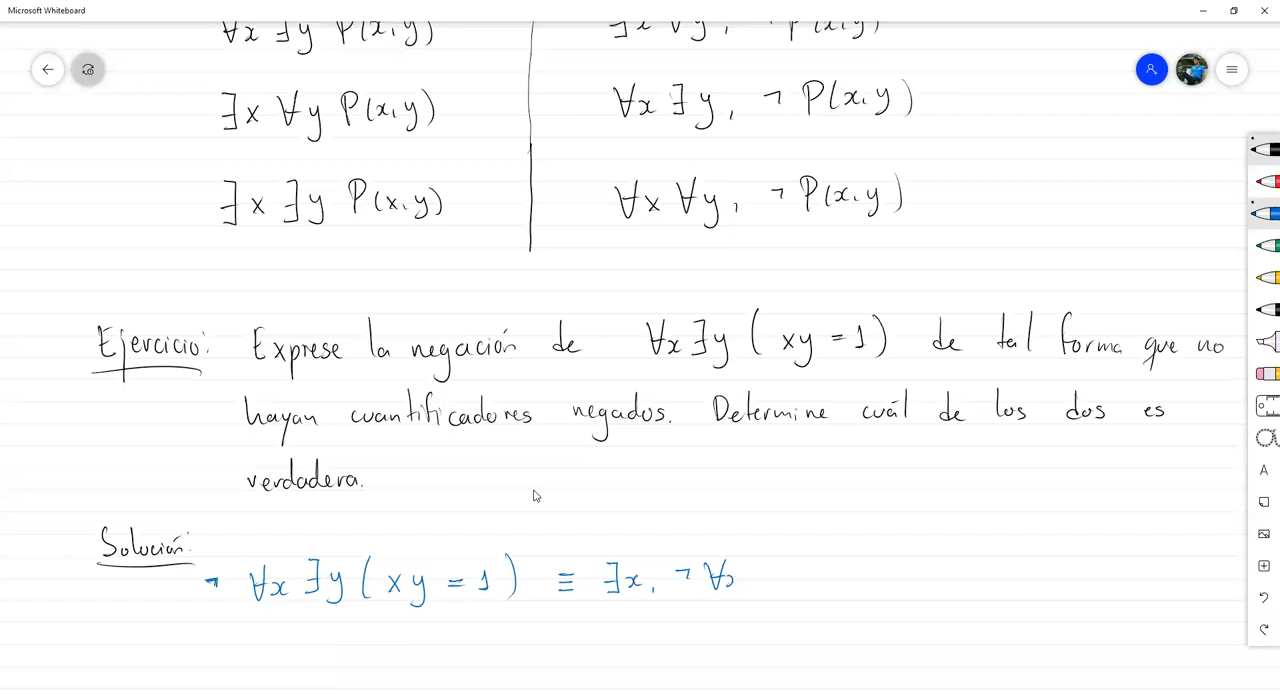 Microsoft Whiteboard
∀x ∃y P(x,y) ∃x ∀y, ¬ P(x,y)
∃x ∀y P(x,y) ∀x ∃y, ¬ P(x,y)
∃x ∃y P(x,y) ∀x ∀y, ¬ P(x,y)
Ejercicio: Exprese la negación de ∀x ∃y ( xy = 1 ) de tal forma que no
hayan cuantificadores negados. Determine cuál de los dos es
verdadera.
Solución:
¬ ∀x ∃y ( xy = 1 ) ≡ ∃x, ¬ ∀
A